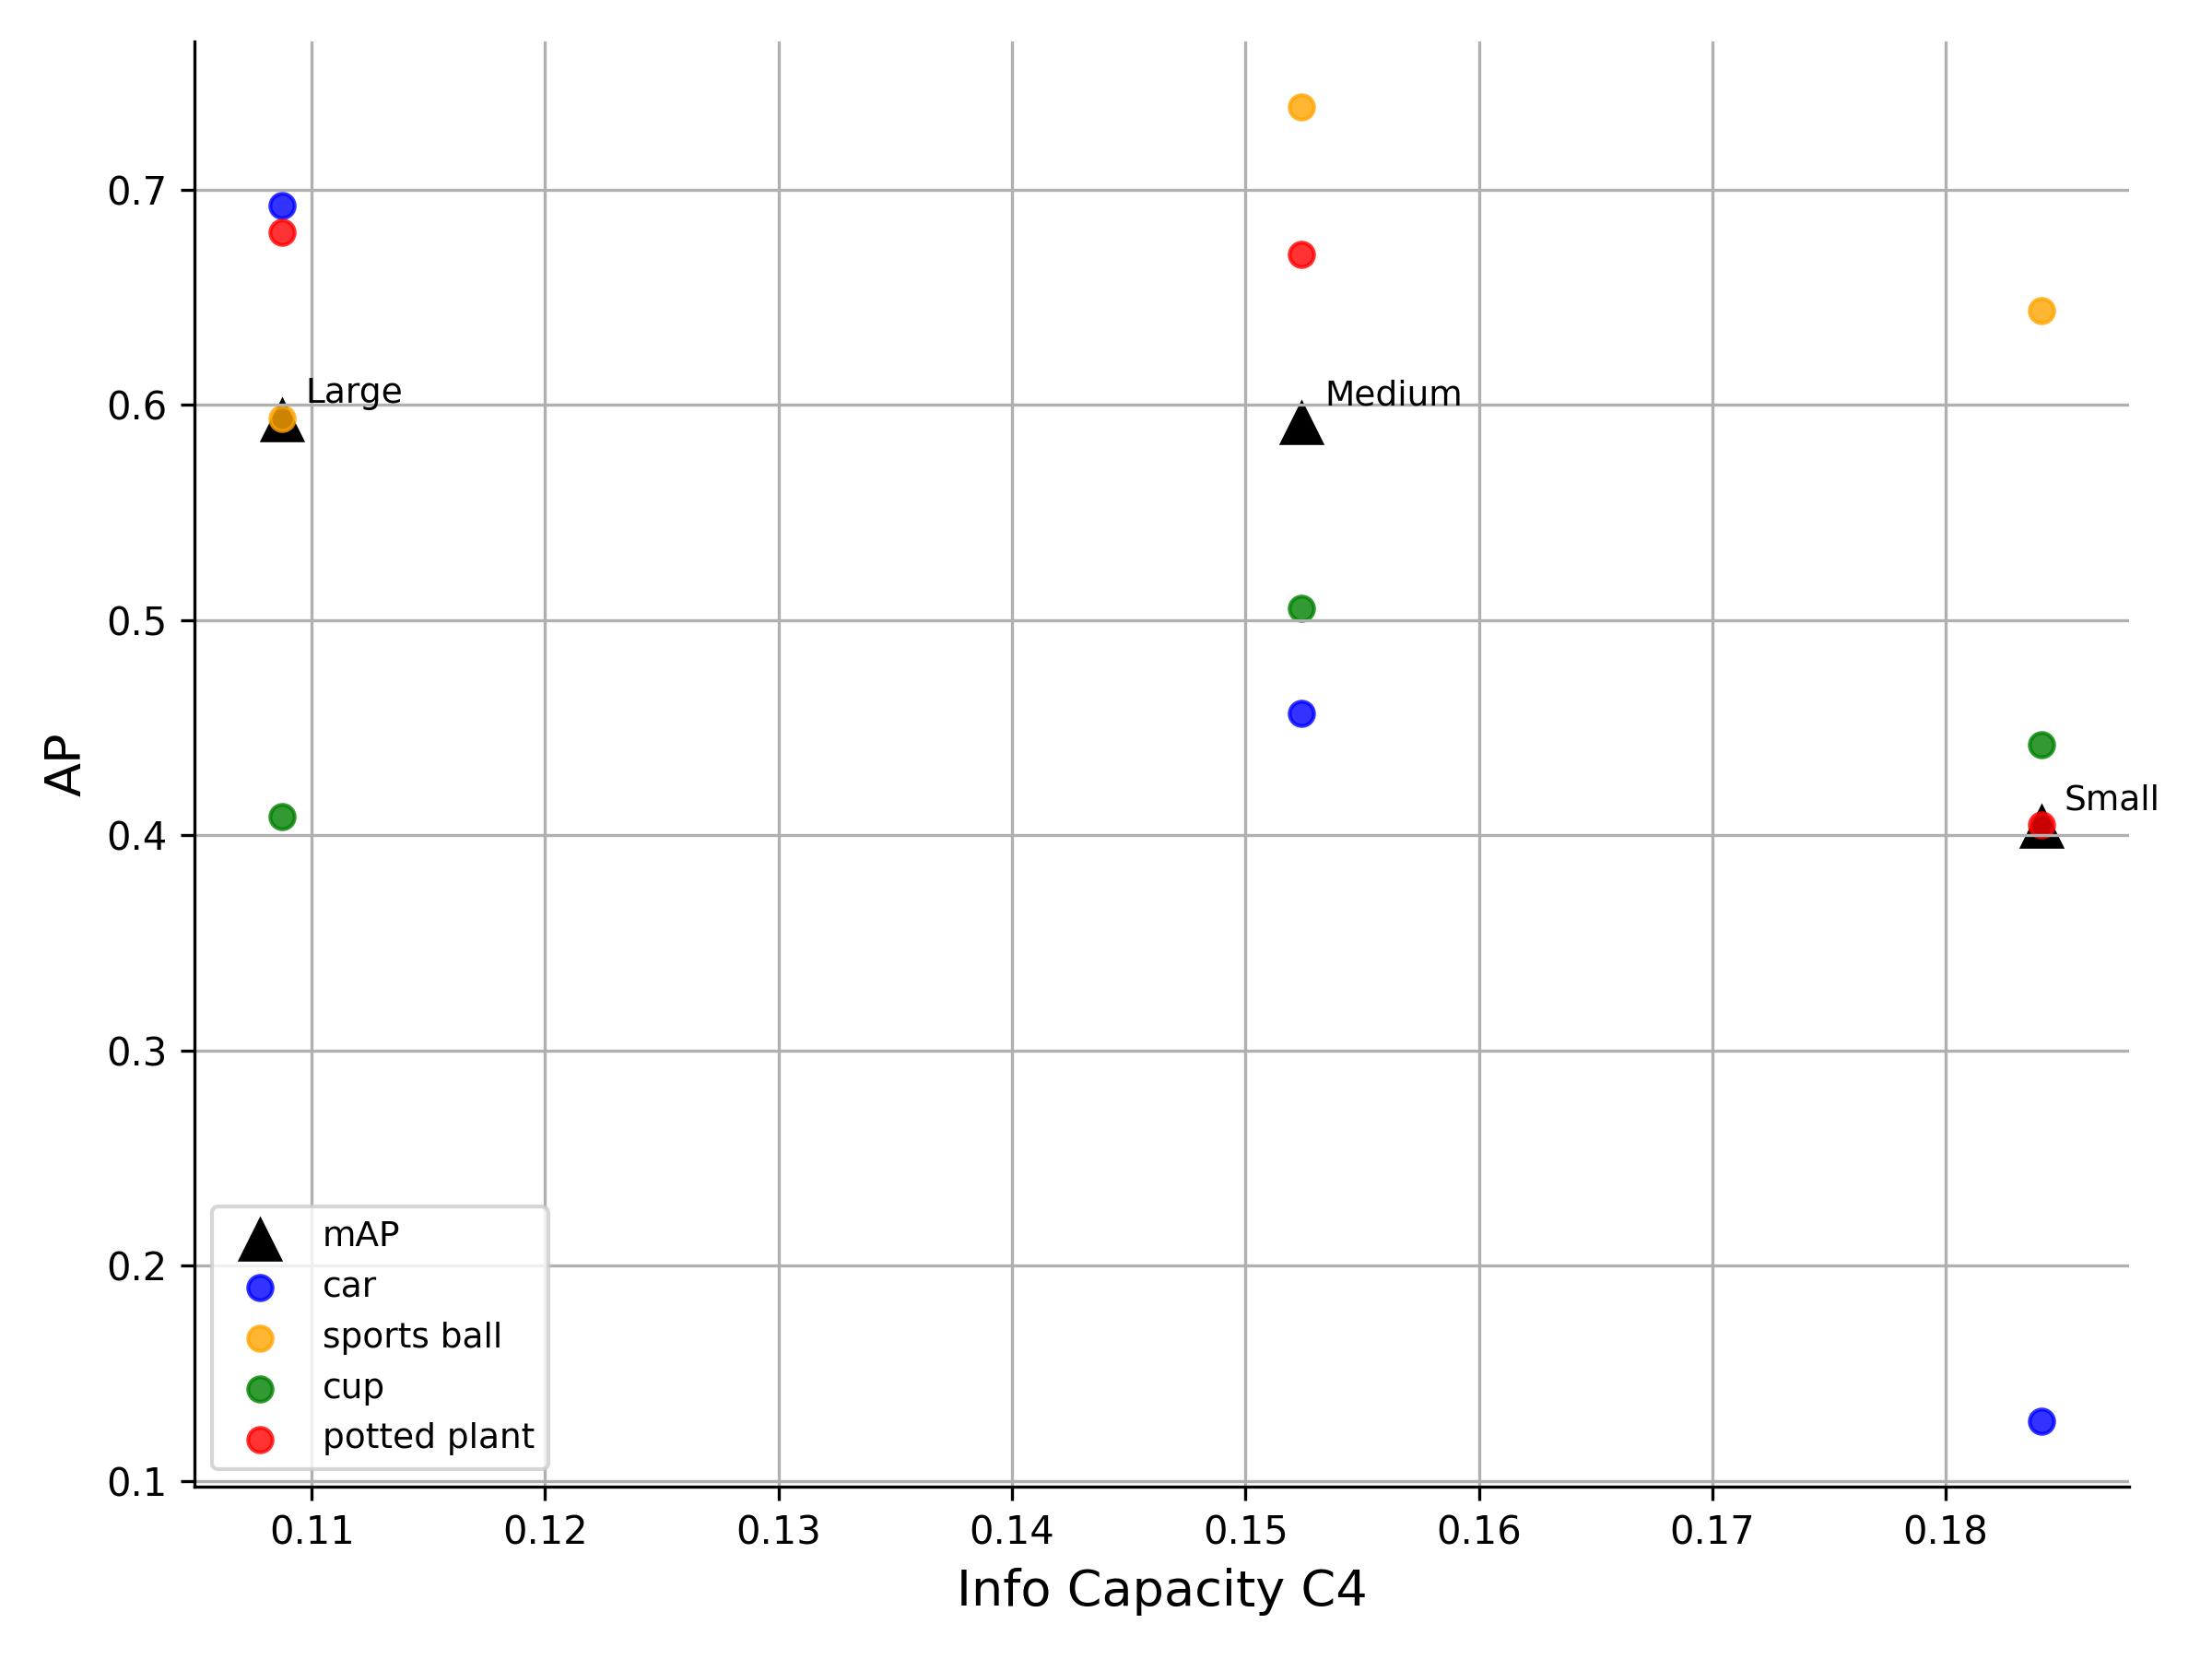 0.7
0.6
0.5
0.4
0.3
0.2
0.1
AP
Large
Medium
Small
mAP
car
sports ball
cup
potted plant
0.11 0.12 0.13 0.14 0.15 0.16 0.17 0.18
Info Capacity C4